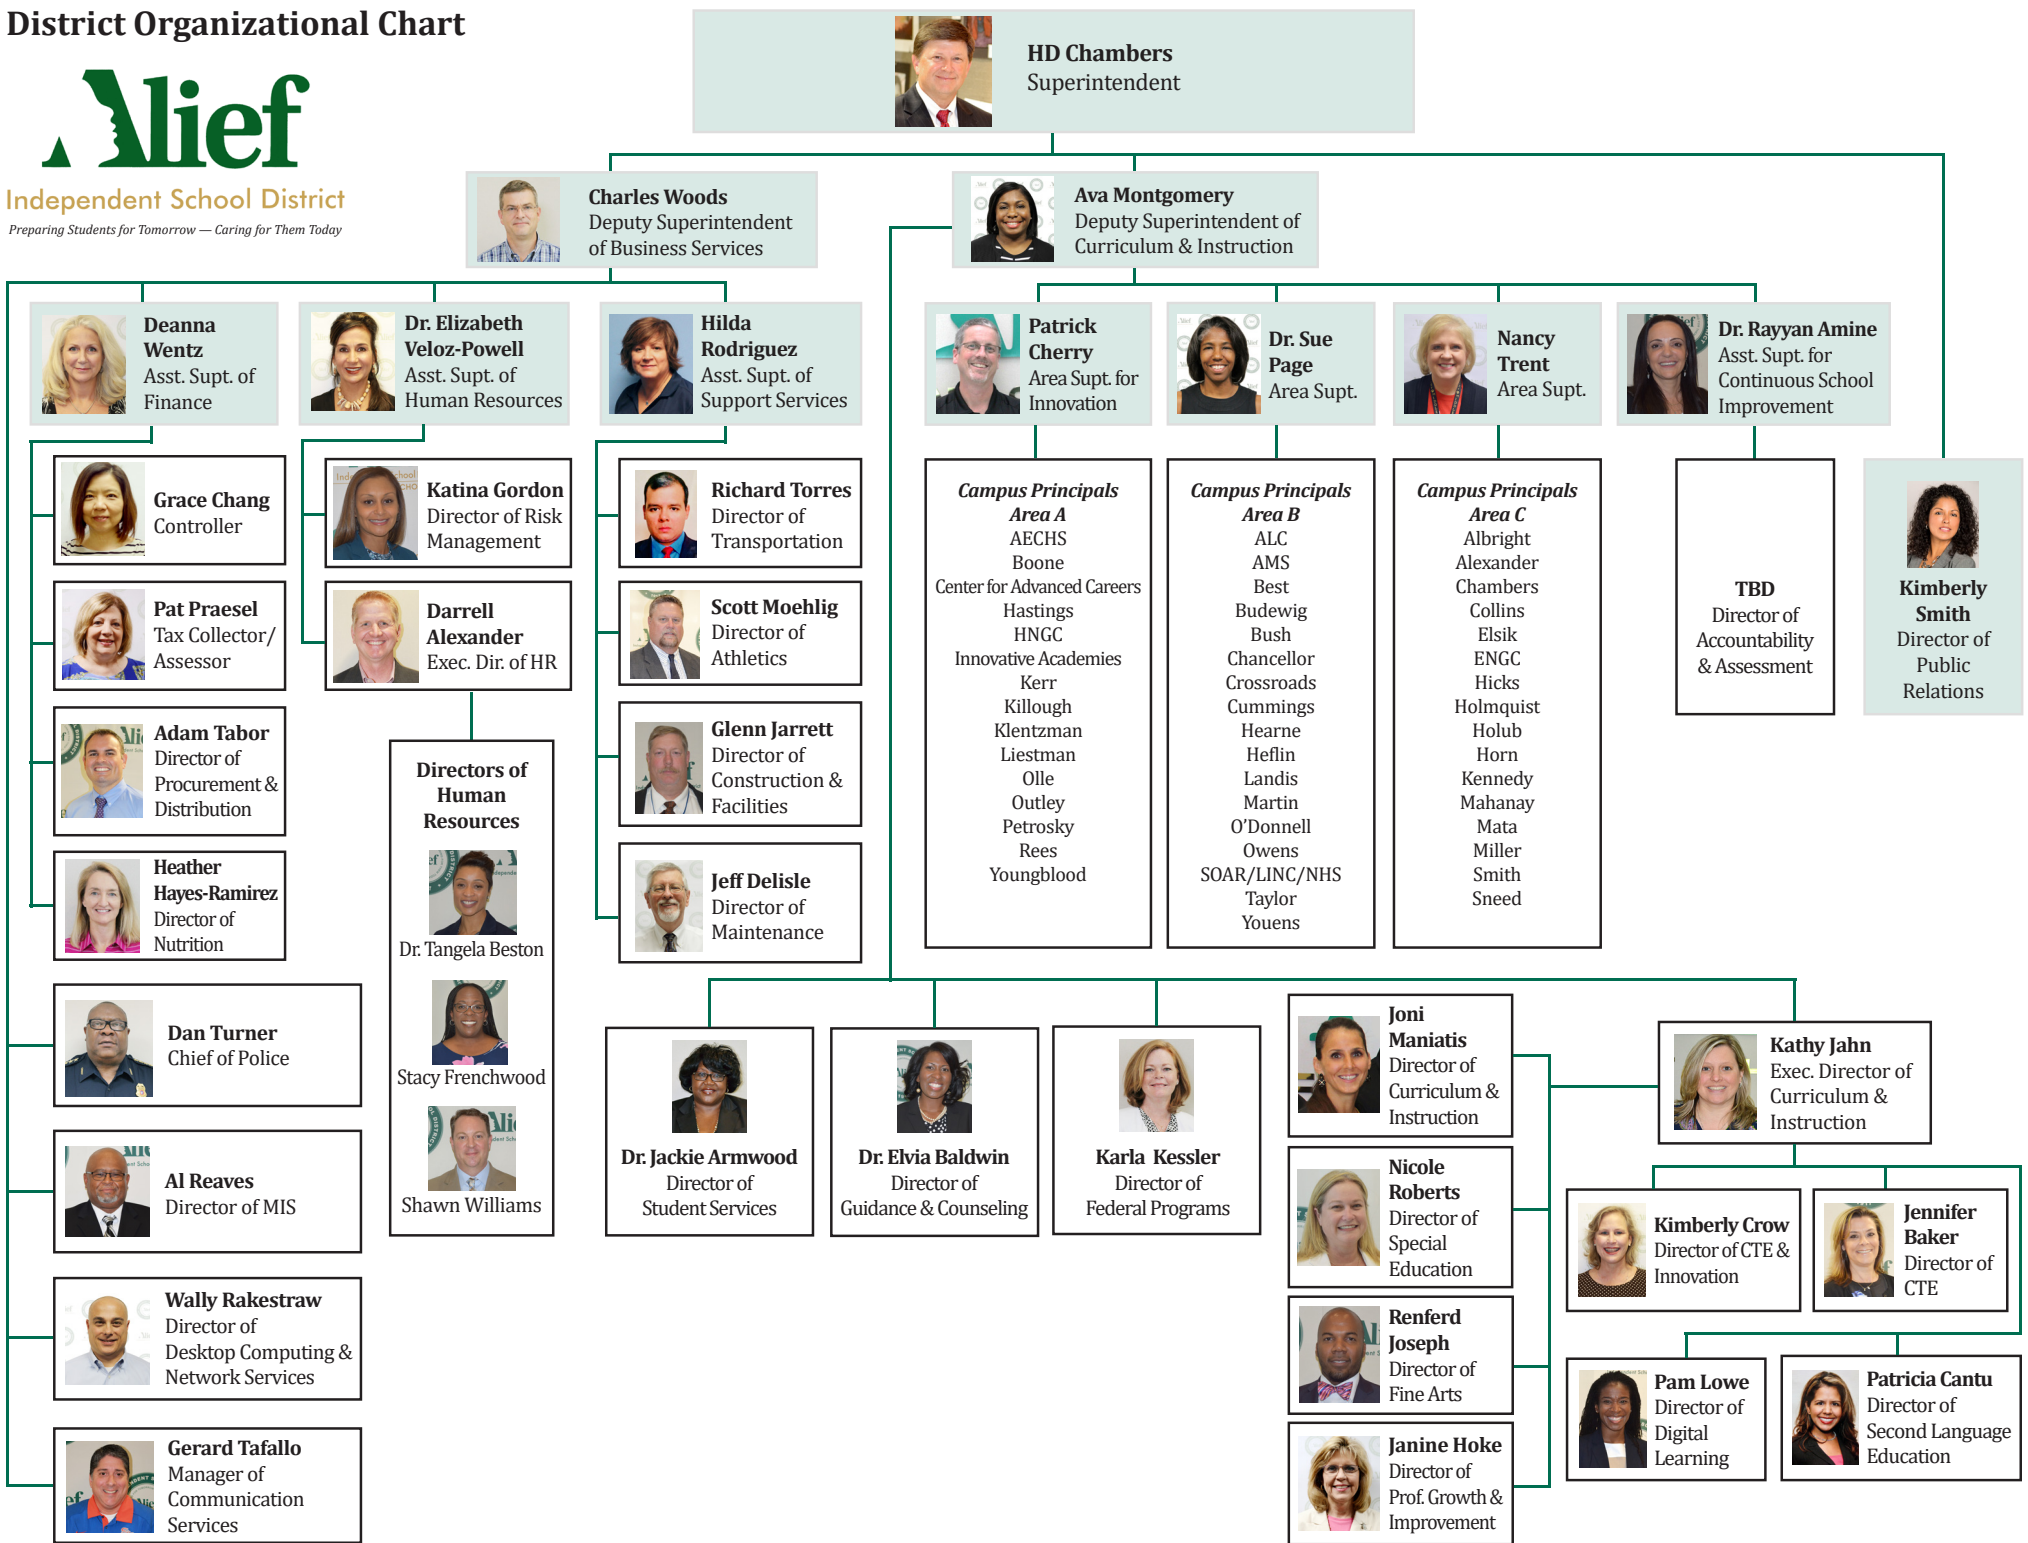 District Organizational Chart
Alief
Independent School District
Preparing Students for Tomorrow — Caring for Them Today
HD Chambers
Superintendent
Charles Woods
Deputy Superintendent
of Business Services
Ava Montgomery
Deputy Superintendent of
Curriculum & Instruction
Deanna
Wentz
Asst. Supt. of
Finance
Dr. Elizabeth
Veloz-Powell
Asst. Supt. of
Human Resources
Hilda
Rodriguez
Asst. Supt. of
Support Services
Patrick
Cherry
Area Supt. for
Innovation
Dr. Sue
Page
Area Supt.
Nancy
Trent
Area Supt.
Dr. Rayyan Amine
Asst. Supt. for
Continuous School
Improvement
Grace Chang
Controller
Pat Praesel
Tax Collector/
Assessor
Adam Tabor
Director of
Procurement &
Distribution
Heather
Hayes-Ramirez
Director of
Nutrition
Dan Turner
Chief of Police
Al Reaves
Director of MIS
Wally Rakestraw
Director of
Desktop Computing &
Network Services
Gerard Tafallo
Manager of
Communication
Services
Katina Gordon
Director of Risk
Management
Darrell
Alexander
Exec. Dir. of HR
Directors of
Human
Resources
Dr. Tangela Beston
Stacy Frenchwood
Shawn Williams
Richard Torres
Director of
Transportation
Scott Moehlig
Director of
Athletics
Glenn Jarrett
Director of
Construction &
Facilities
Jeff Delisle
Director of
Maintenance
Campus Principals
Area A
AECHS
Boone
Center for Advanced Careers
Hastings
HNGC
Innovative Academies
Kerr
Killough
Klentzman
Liestman
Olle
Outley
Petrosky
Rees
Youngblood
Campus Principals
Area B
ALC
AMS
Best
Budewig
Bush
Chancellor
Crossroads
Cummings
Hearne
Heflin
Landis
Martin
O'Donnell
Owens
SOAR/LINC/NHS
Taylor
Youens
Campus Principals
Area C
Albright
Alexander
Chambers
Collins
Elsik
ENGC
Hicks
Holmquist
Holub
Horn
Kennedy
Mahanay
Mata
Miller
Smith
Sneed
TBD
Director of
Accountability
& Assessment
Kimberly
Smith
Director of
Public
Relations
Dr. Jackie Armwood
Director of
Student Services
Dr. Elvia Baldwin
Director of
Guidance & Counseling
Karla Kessler
Director of
Federal Programs
Joni
Maniatis
Director of
Curriculum &
Instruction
Nicole
Roberts
Director of
Special
Education
Renferd
Joseph
Director of
Fine Arts
Janine Hoke
Director of
Prof. Growth &
Improvement
Kathy Jahn
Exec. Director of
Curriculum &
Instruction
Kimberly Crow
Director of CTE &
Innovation
Jennifer
Baker
Director of
CTE
Pam Lowe
Director of
Digital
Learning
Patricia Cantu
Director of
Second Language
Education